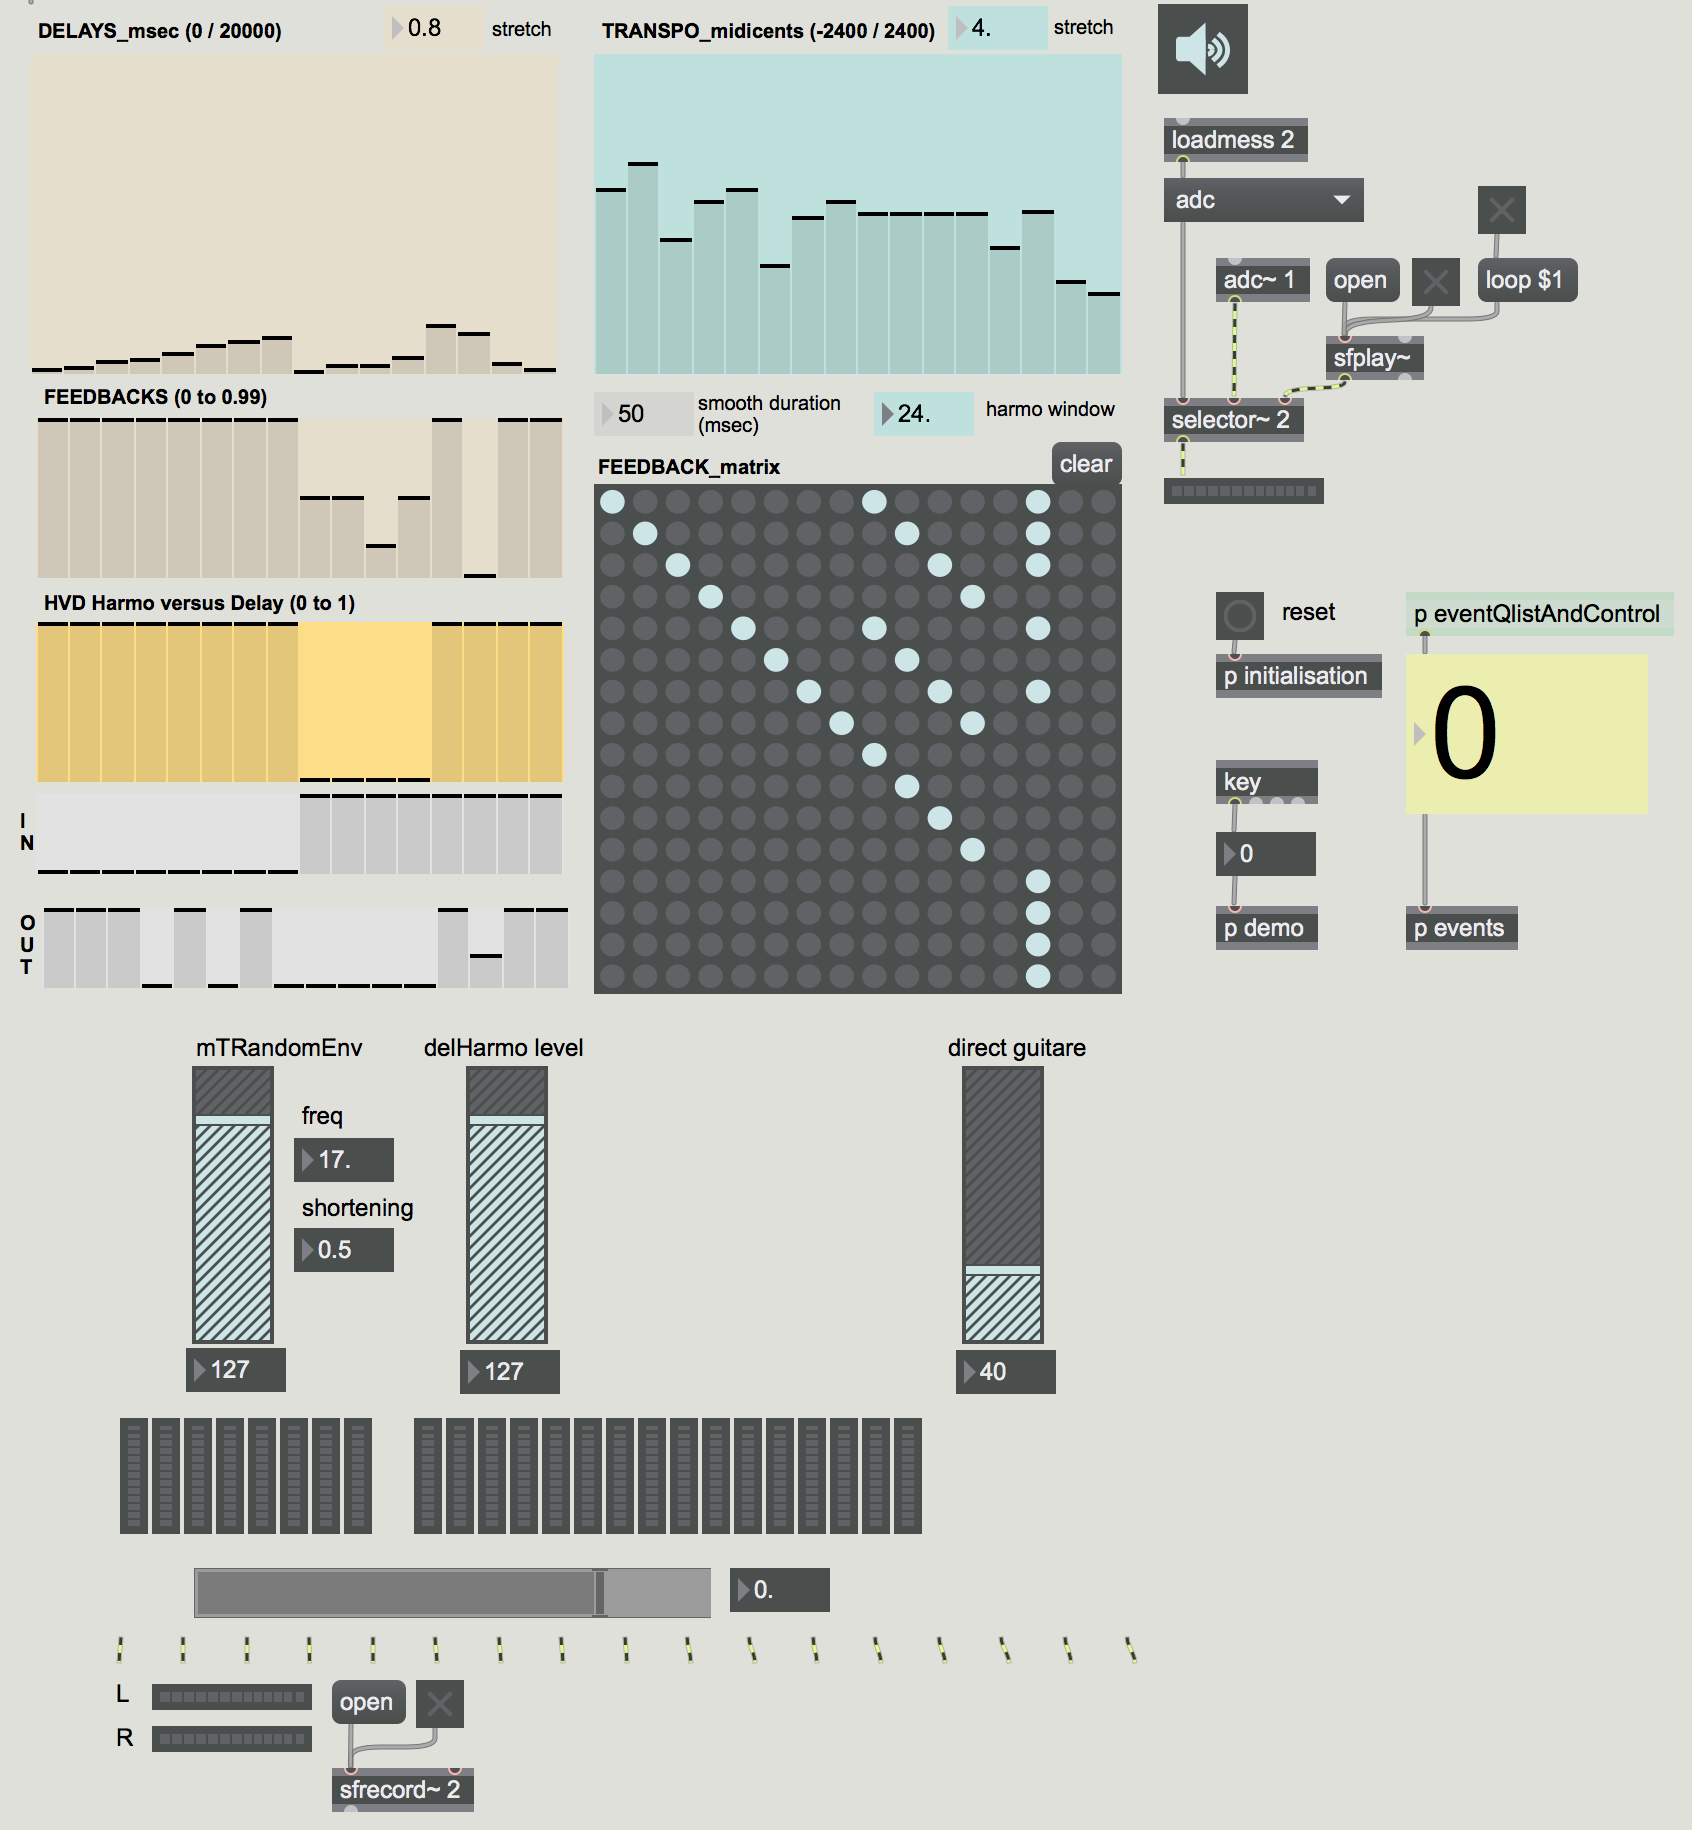 DELAYS_msec (0 / 20000)
0.8
stretch
TRANSPO_midicents (-2400 / 2400)
4.
stretch
loadmess 2
adc
adc~ 1
open
loop $1
sfplay~
selector~ 2
FEEDBACKS (0 to 0.99)
50
smooth duration
(msec)
24.
harmo window
FEEDBACK_matrix
clear
HVD Harmo versus Delay (0 to 1)
I
N
O
U
T
reset
p initialisation
p eventQlistAndControl
0
key
0
p demo
p events
mTRandomEnv
delHarmo level
direct guitare
freq
17.
shortening
0.5
127
127
40
0.
L
R
open
sfrecord~ 2